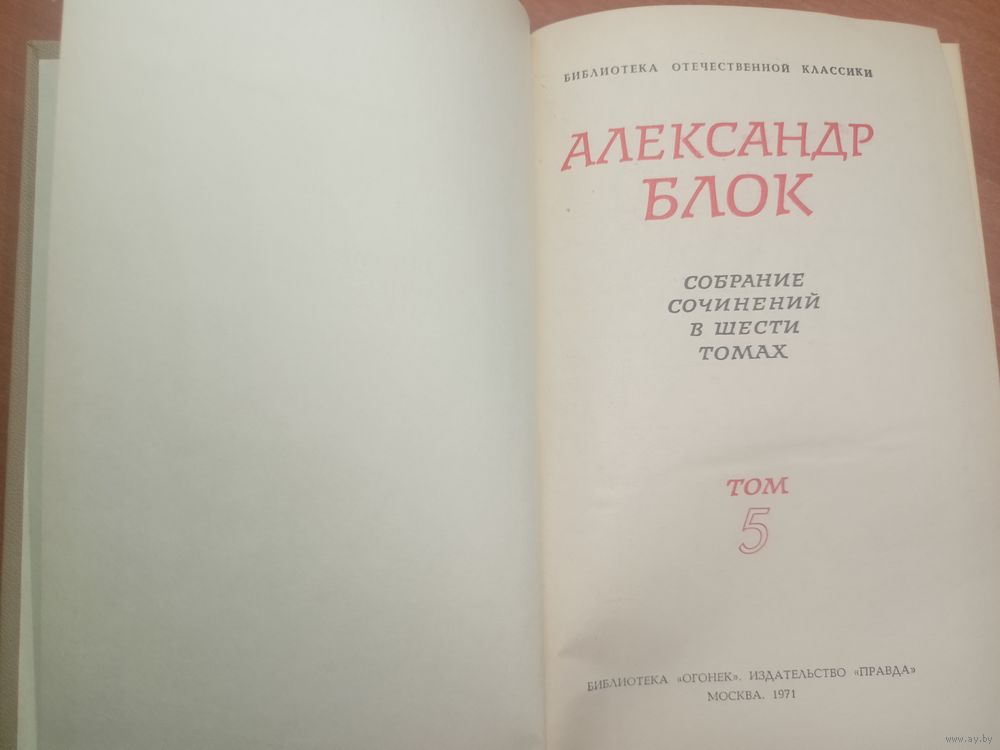 БИБЛИОТЕКА ОТЕЧЕСТВЕННОЙ КЛАССИКИ
АЛЕКСАНДР
БЛОК
СОБРАНИЕ
СОЧИНЕНИЙ
В ШЕСТИ
ТОМАХ
ТОМ
5
БИБЛИОТЕКА «ОГОНЕК». ИЗДАТЕЛЬСТВО «ПРАВДА»
МОСКВА. 1971
www.ay.by